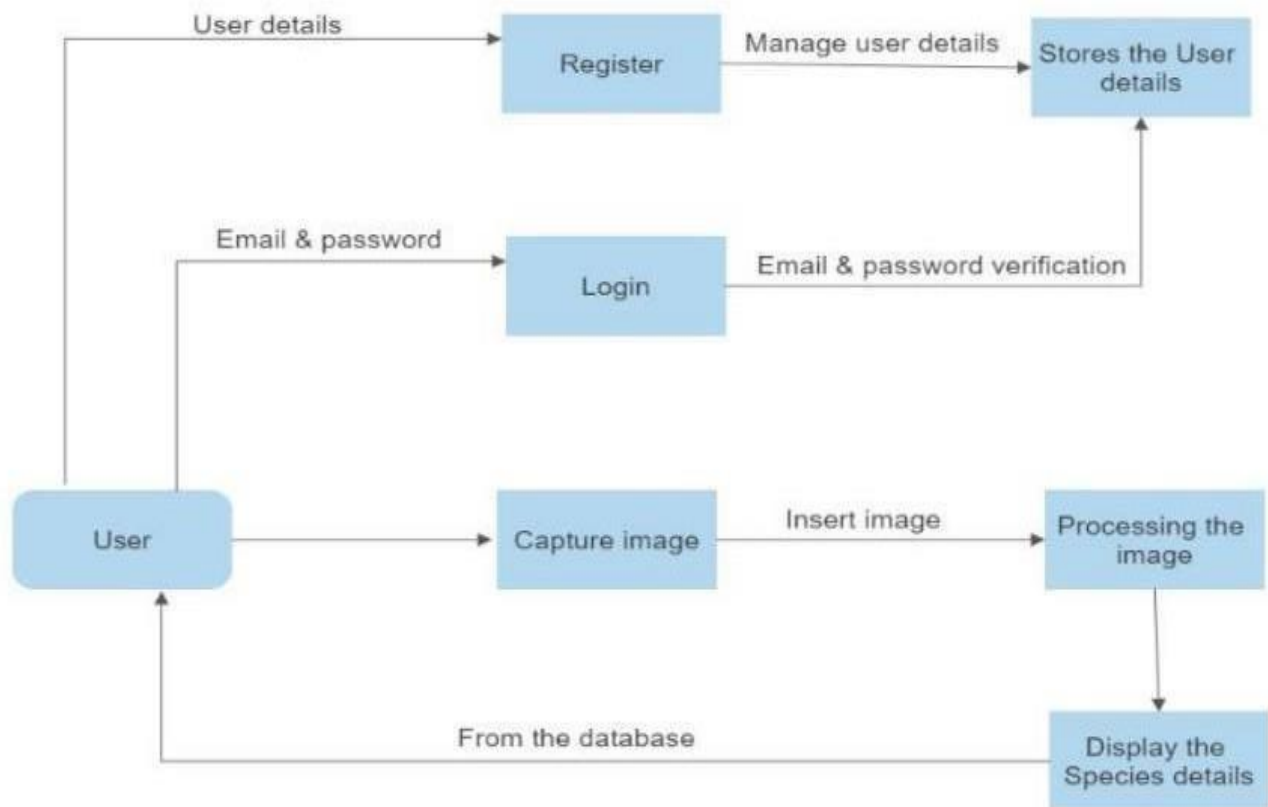 User details
Register
Manage user details
Stores the User
details
Email & password
Login
Email & password verification
User
Capture image
Insert image
Processing the
image
From the database
Display the
Species details